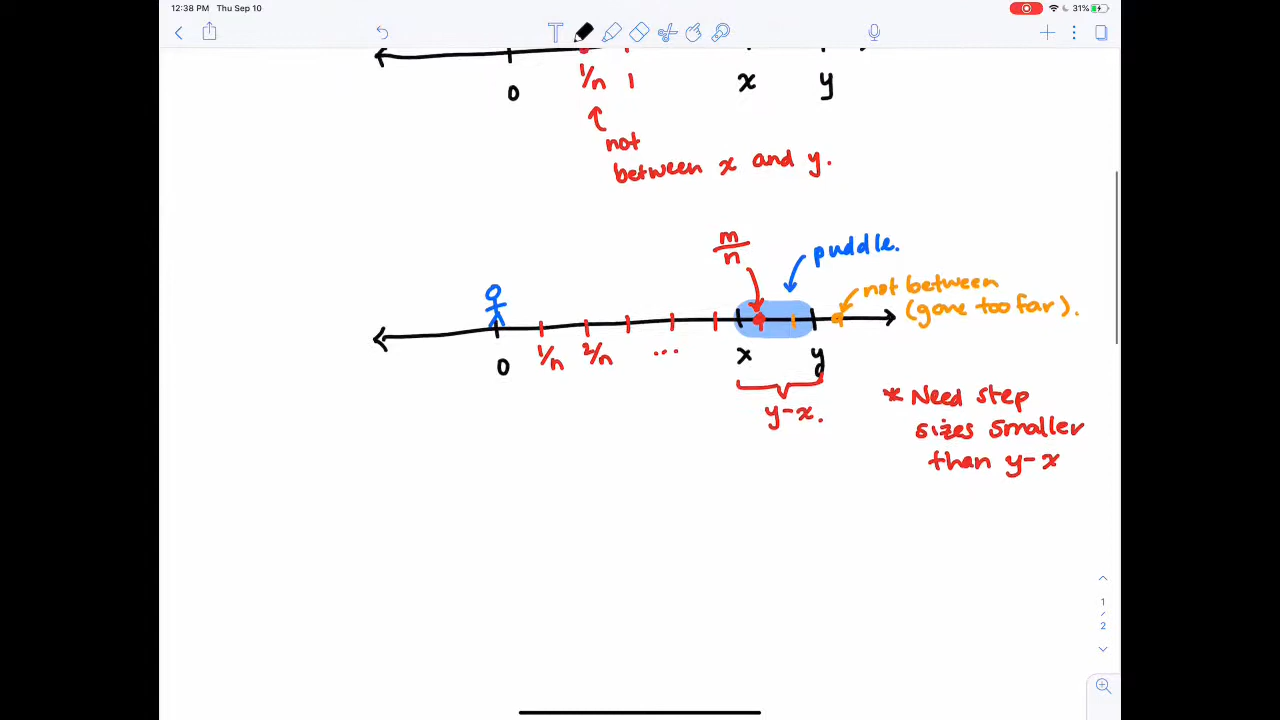 12:38 PM Thu Sep 10
31%
T
0
1/n
1
x
y
not
between x and y.
m/n
puddle.
not between
(gone too far).
0
1/n
2/n
...
x
y
y-x.
* Need step
sizes smaller
than y-x
1
/
2